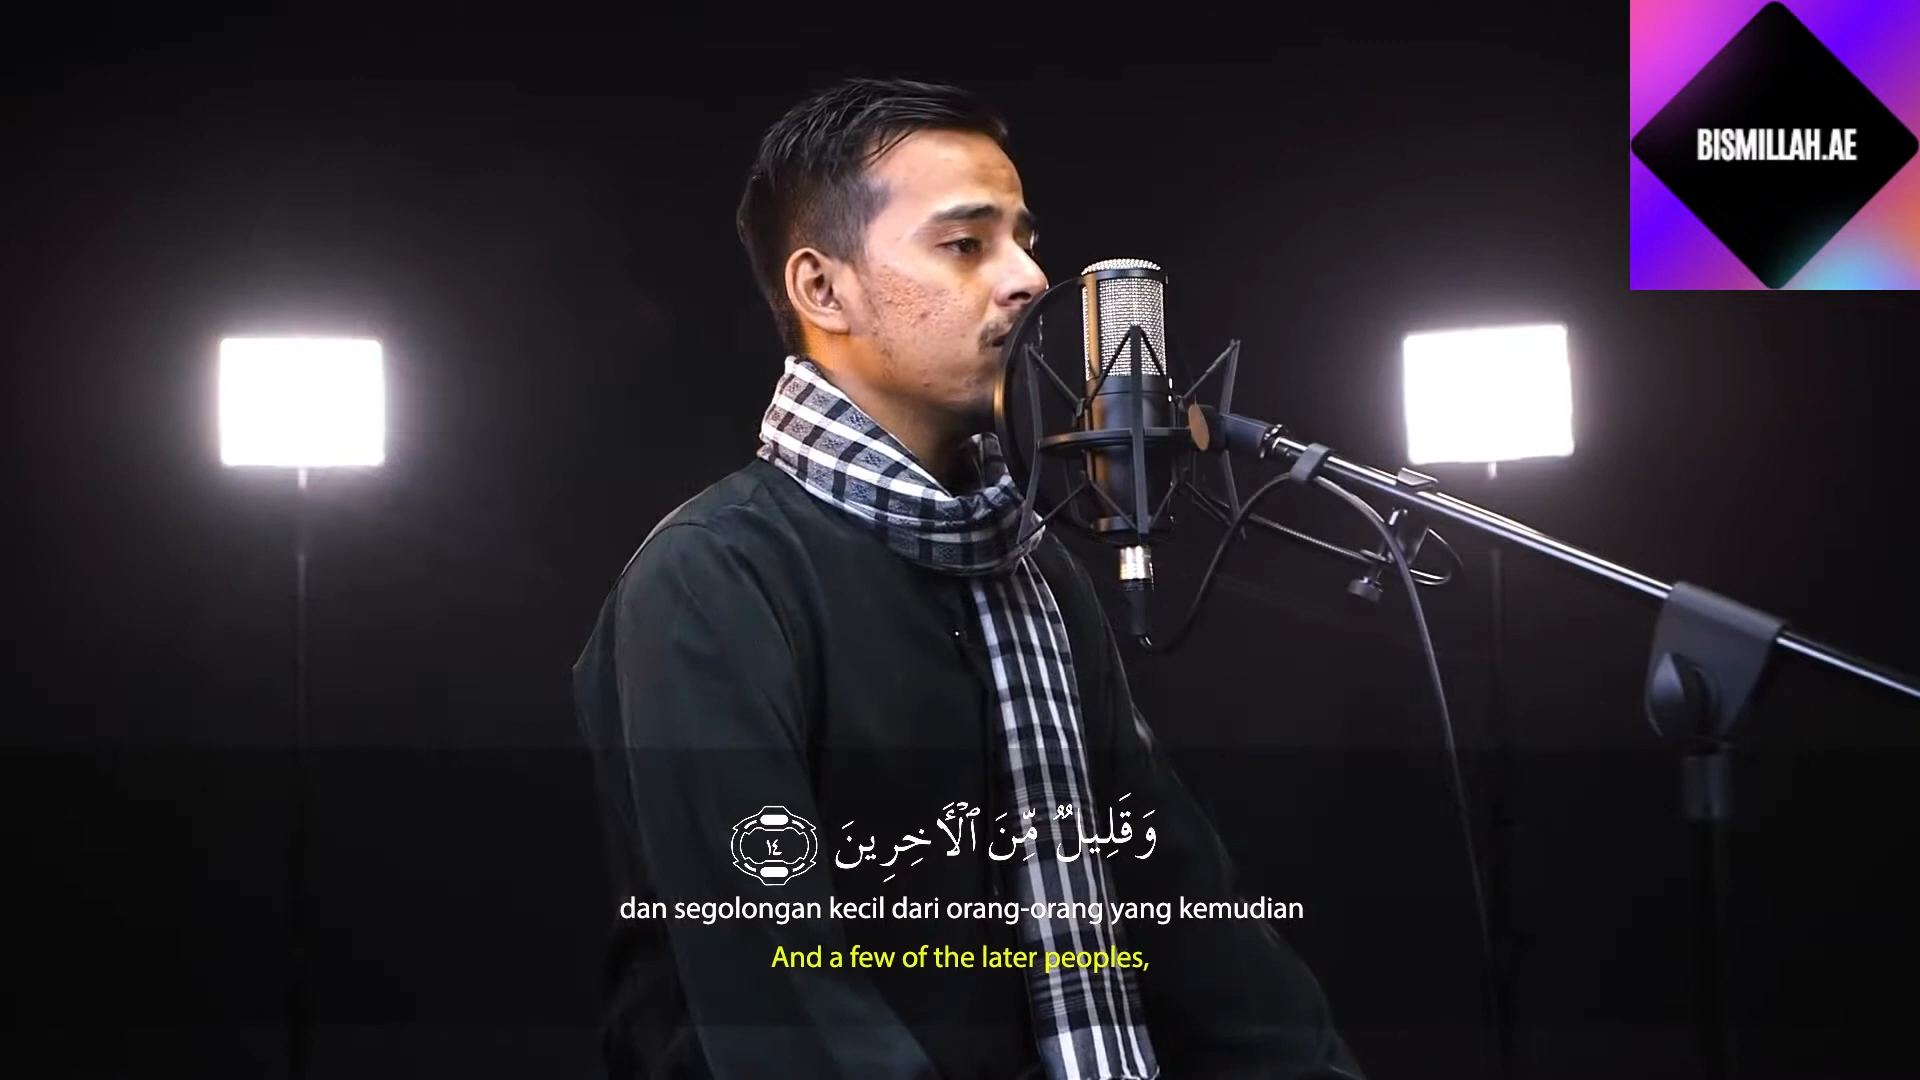 BISMILLAH.AE
وَقَلِيلٌ مِّنَ ٱلْأَخِرِينَ ١٤
dan segolongan kecil dari orang-orang yang kemudian
And a few of the later peoples,